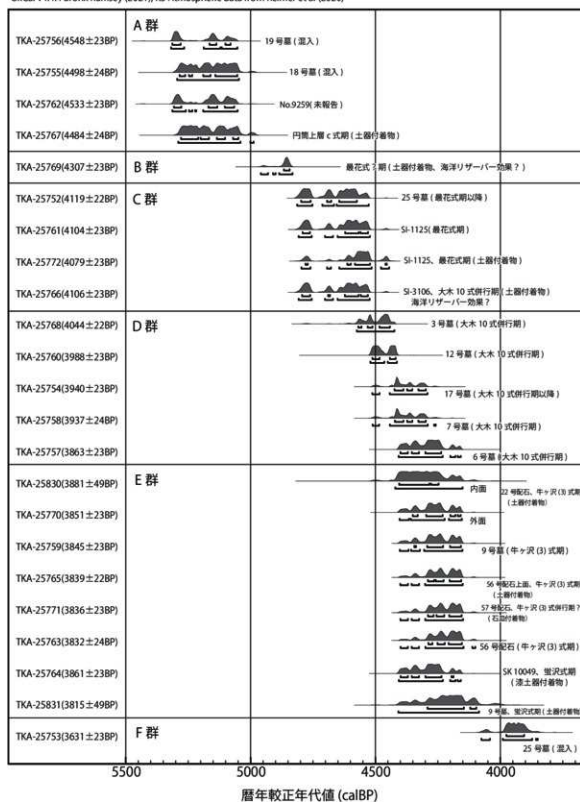 A 群
TKA-25756(4548±23BP) 19 号墓 ( 混入 )
TKA-25755(4498±24BP) 18 号墓 ( 混入 )
TKA-25762(4533±23BP) No.9259( 未報告 )
TKA-25767(4484±24BP) 円筒上層 c 式期 ( 土器付着物 )
B 群
TKA-25769(4307±23BP) 最花式？期（土器付着物、海洋リザーバー効果？）
C 群
TKA-25752(4119±22BP) 25 号墓 ( 最花式期以降 )
TKA-25761(4104±23BP) SI-1125( 最花式期 )
TKA-25772(4079±23BP) SI-1125、最花式期 ( 土器付着物 )
TKA-25766(4106±23BP) SI-3106、大木 10 式併行期 ( 土器付着物 )
海洋リザーバー効果？
D 群
TKA-25768(4044±22BP) 3 号墓 ( 大木 10 式併行期 )
TKA-25760(3988±23BP) 12 号墓 ( 大木 10 式併行期 )
TKA-25754(3940±23BP) 17 号墓 ( 大木 10 式併行期以降 )
TKA-25758(3937±24BP) 7 号墓 ( 大木 10 式併行期 )
TKA-25757(3863±23BP) 6 号墓 ( 大木 10 式併行期 )
E 群
TKA-25830(3881±49BP) 内面 22 号配石、牛ヶ沢 (3) 式期
( 土器付着物 )
TKA-25770(3851±23BP) 外面
TKA-25759(3845±23BP) 9 号墓 ( 牛ヶ沢 (3) 式期 )
TKA-25765(3839±22BP) 56 号配石上面、牛ヶ沢 (3) 式期
( 土器付着物 )
TKA-25771(3836±23BP) 57 号配石、牛ヶ沢 (3) 式併行期？
TKA-25763(3832±24BP) 56 号配石 ( 牛ヶ沢 (3) 式期 )
TKA-25764(3861±23BP) SK 10049、蛍沢式期
( 漆土器付着物 )
TKA-25831(3815±49BP) 9 号墓、蛍沢式期 ( 土器付着物
F 群
TKA-25753(3631±23BP) 25 号墓 ( 混入 )
5500 5000 4500 4000
暦年較正年代値 (calBP)